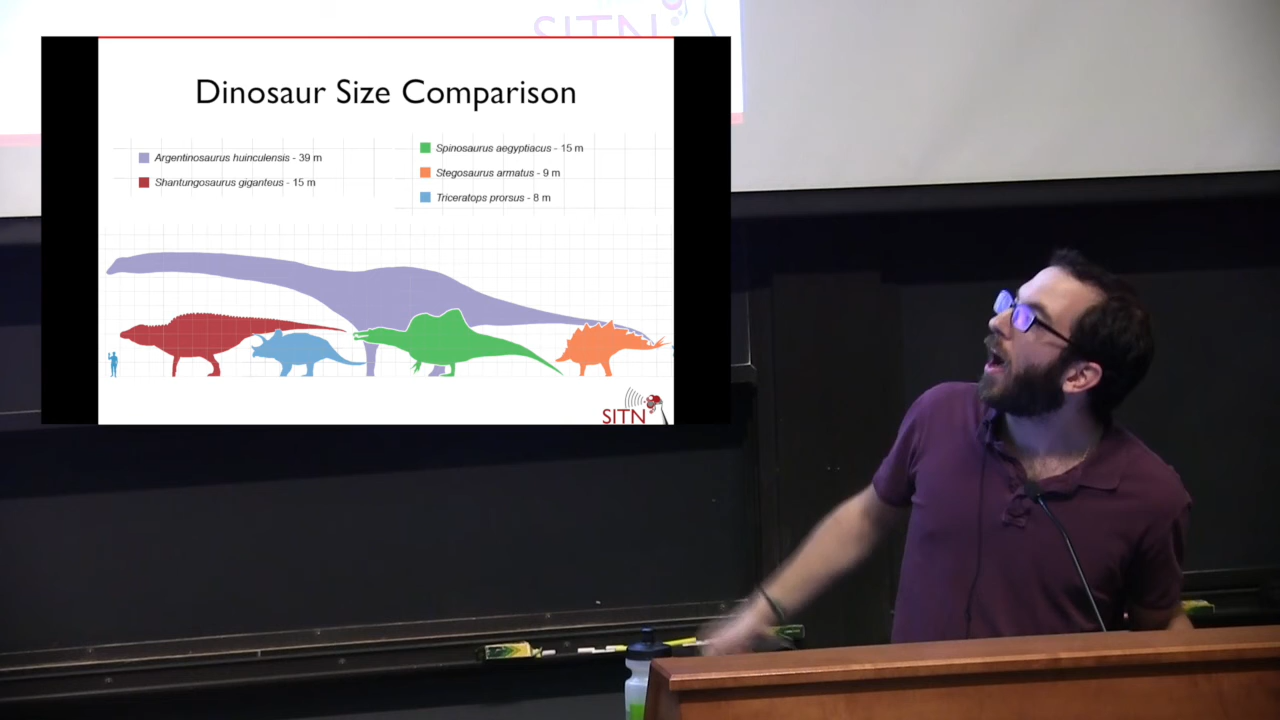 SITN
Dinosaur Size Comparison
Argentinosaurus huinculensis - 39 m
Shantungosaurus giganteus - 15 m
Spinosaurus aegyptiacus - 15 m
Stegosaurus armatus - 9 m
Triceratops prorsus - 8 m
SITN